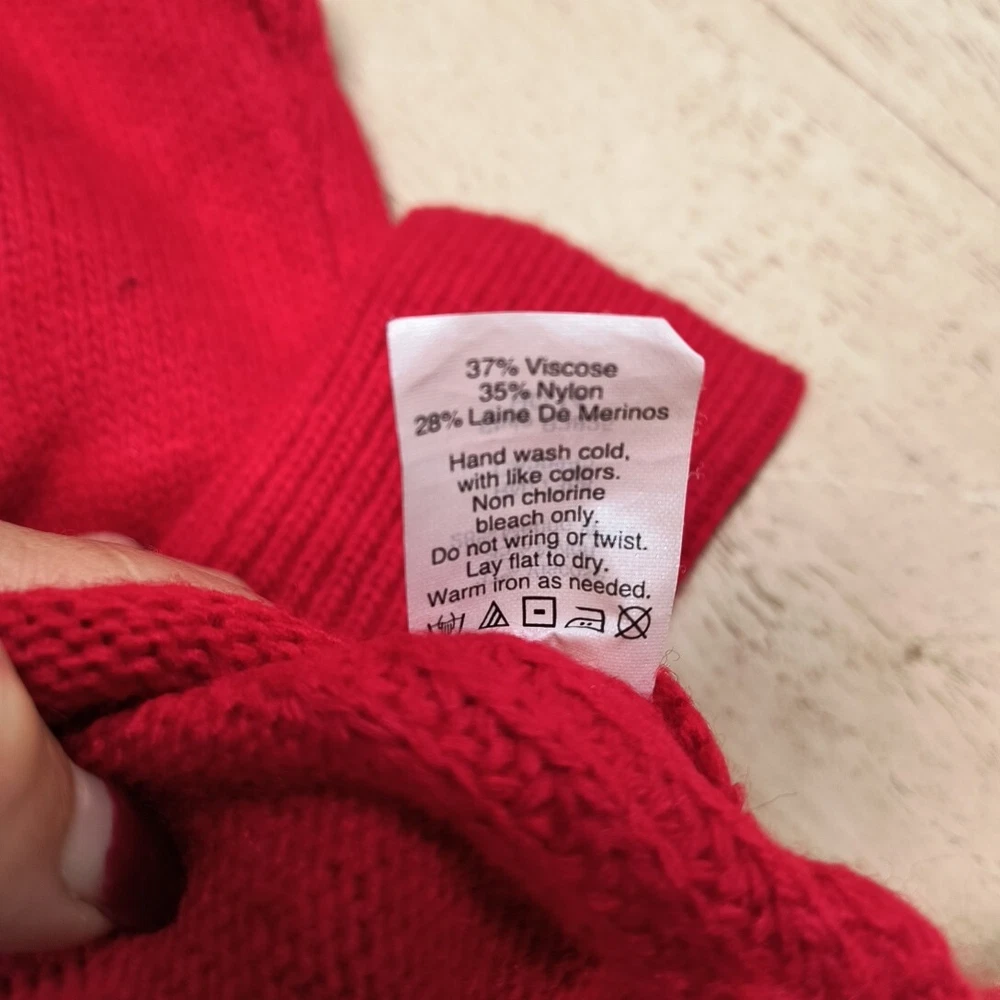 37% Viscose
35% Nylon
28% Laine De Merinos
Hand wash cold,
with like colors.
Non chlorine
bleach only.
Do not wring or twist.
Lay flat to dry.
Warm iron as needed.